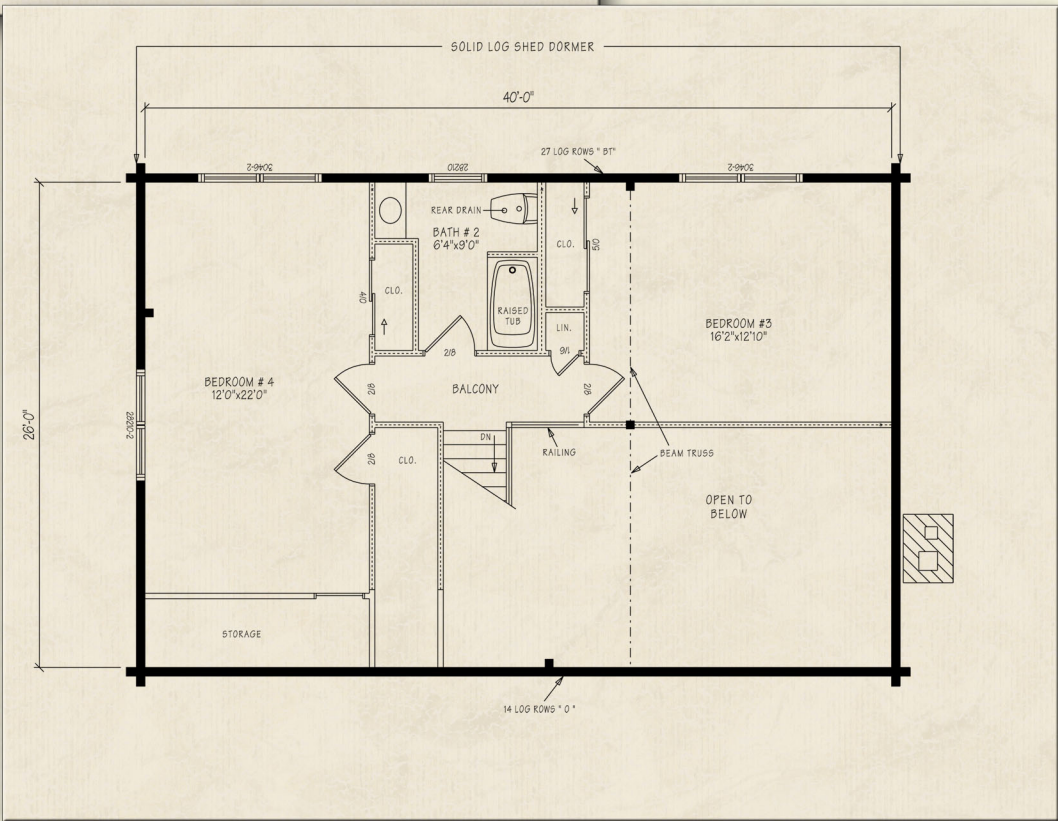 SOLID LOG SHED DORMER
40'-0"
27 LOG ROWS " BT"
3046-2
28210
3046-2
REAR DRAIN
BATH # 2
6'4"x9'0"
CLO.
5/0
CLO.
4/0
RAISED
TUB
LIN.
1/6
BEDROOM #3
16'2"x12'10"
2/8
BEDROOM # 4
12'0"x22'0"
2/8
BALCONY
2/8
28210-2
26'-0"
DN
RAILING
BEAM TRUSS
2/8
CLO.
OPEN TO
BELOW
STORAGE
14 LOG ROWS " O "